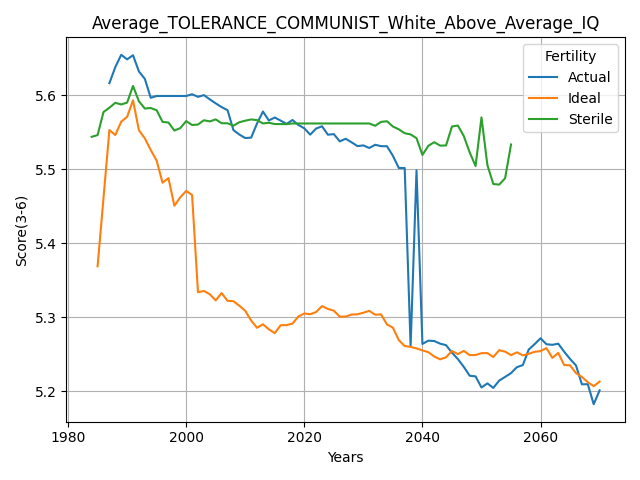 Average_TOLERANCE_COMMUNIST_White_Above_Average_IQ
Fertility
Actual
Ideal
Sterile
5.6
5.5
5.4
5.3
5.2
Score(3-6)
1980
2000
2020
2040
2060
Years